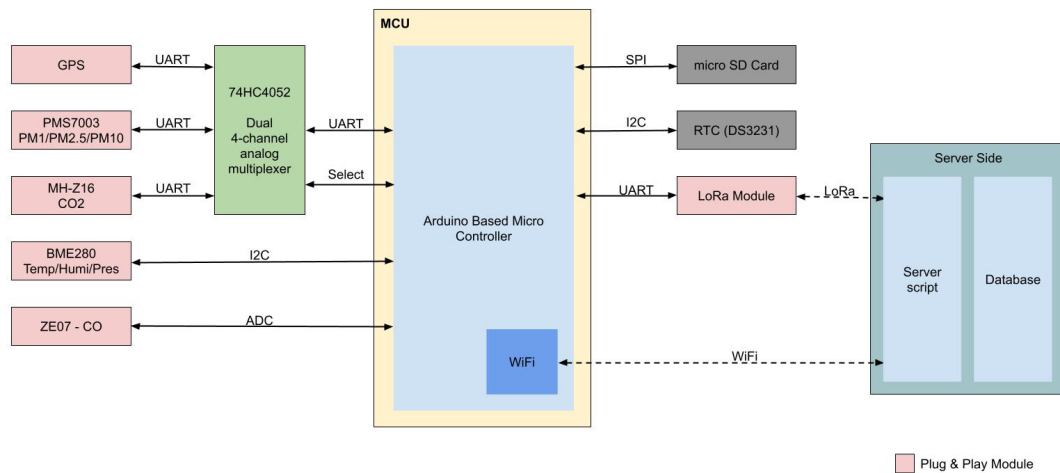 MCU
GPS
UART
74HC4052
Dual
4-channel
analog
multiplexer
PMS7003
PM1/PM2.5/PM10
UART
MH-Z16
CO2
UART
UART
Select
BME280
Temp/Humi/Pres
I2C
ZE07 - CO
ADC
Arduino Based Micro
Controller
WiFi
SPI
micro SD Card
I2C
RTC (DS3231)
UART
LoRa Module
LoRa
WiFi
Server Side
Server
script
Database
Plug & Play Module